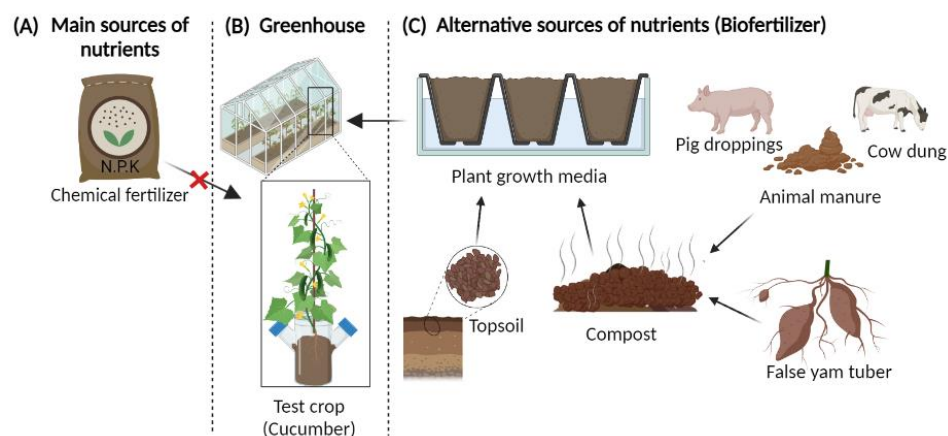 (A) Main sources of
nutrients
N.P.K
Chemical fertilizer
(B) Greenhouse
Test crop
(Cucumber)
(C) Alternative sources of nutrients (Biofertilizer)
Plant growth media
Pig droppings
Cow dung
Animal manure
Topsoil
Compost
False yam tuber